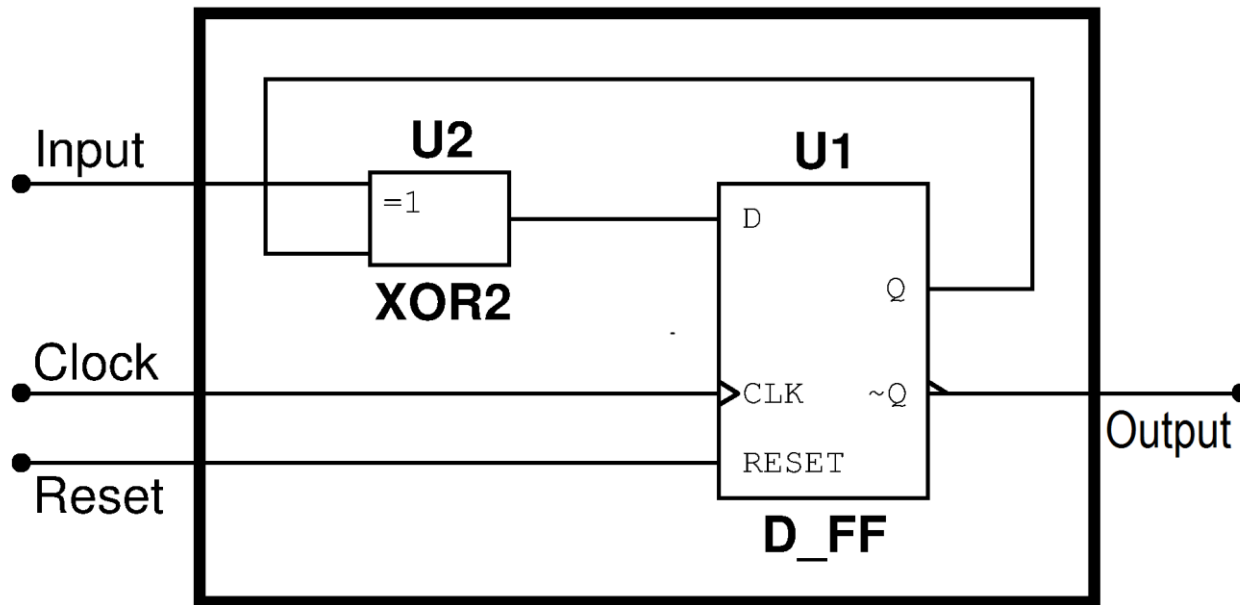 Input
U2
=1
XOR2
U1
D
Q
Clock
CLK
~Q
Output
Reset
RESET
D_FF